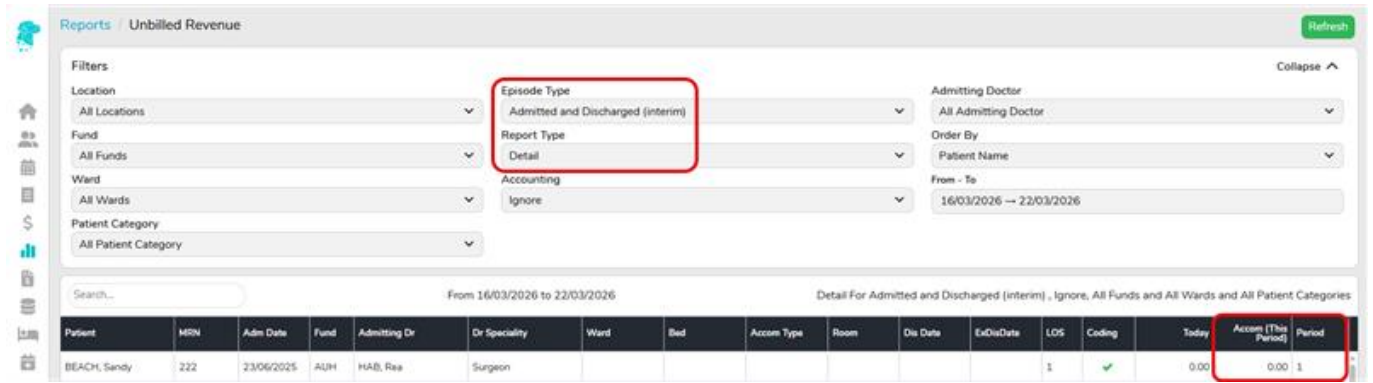 Reports / Unbilled Revenue
Refresh
Filters
Collapse
Location
Episode Type
Admitting Doctor
All Locations
Admitted and Discharged (interim)
All Admitting Doctor
Fund
Report Type
Order By
All Funds
Detail
Patient Name
Ward
Accounting
From - To
All Wards
Ignore
16/03/2026 → 22/03/2026
Patient Category
All Patient Category
Search...
From 16/03/2026 to 22/03/2026
Detail For Admitted and Discharged (interim) , Ignore, All Funds and All Wards and All Patient Categories
Patient MRN Adm Date Fund Admitting Dr Dr Speciality Ward Bed Accom Type Room Dis Date ExDisDate LOS Coding Today Accom (This Period) Period
BEACH, Sandy 222 23/06/2025 AUH HAB, Rea Surgeon 1 ✔ 0.00 0.00 1